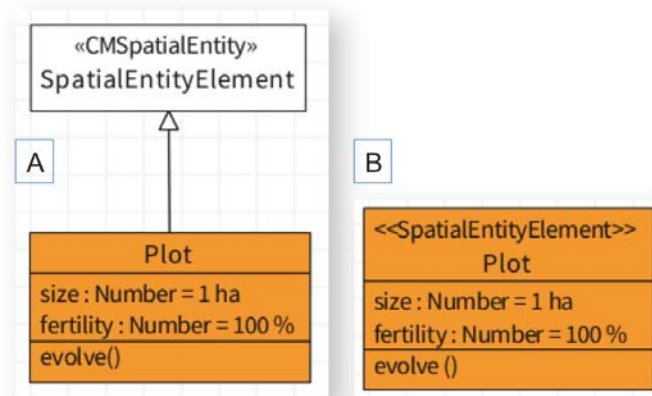 «CMSpatialEntity»
SpatialEntityElement
A
Plot
size : Number = 1 ha
fertility : Number = 100 %
evolve()
B
<<SpatialEntityElement>>
Plot
size : Number = 1 ha
fertility : Number = 100 %
evolve ()